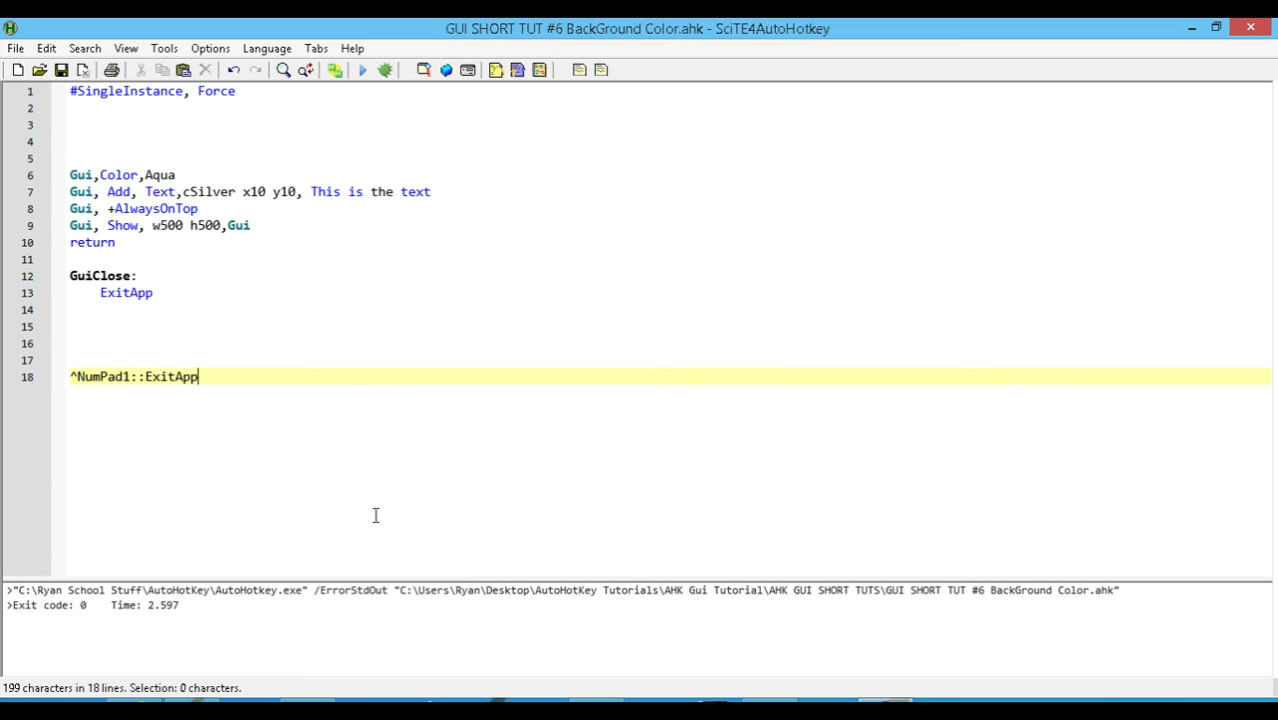 GUI SHORT TUT #6 BackGround Color.ahk - SciTE4AutoHotkey
File Edit Search View Tools Options Language Tabs Help
1 #SingleInstance, Force
2
3
4
5
6 Gui,Color,Aqua
7 Gui, Add, Text,cSilver x10 y10, This is the text
8 Gui, +AlwaysOnTop
9 Gui, Show, w500 h500,Gui
10 return
11
12 GuiClose:
13 ExitApp
14
15
16
17
18 ^NumPad1::ExitApp
>"C:\Ryan School Stuff\AutoHotKey\AutoHotkey.exe" /ErrorStdOut "C:\Users\Ryan\Desktop\AutoHotKey Tutorials\AHK Gui Tutorial\AHK GUI SHORT TUTS\GUI SHORT TUT #6 BackGround Color.ahk"
>Exit code: 0 Time: 2.597
199 characters in 18 lines. Selection: 0 characters.